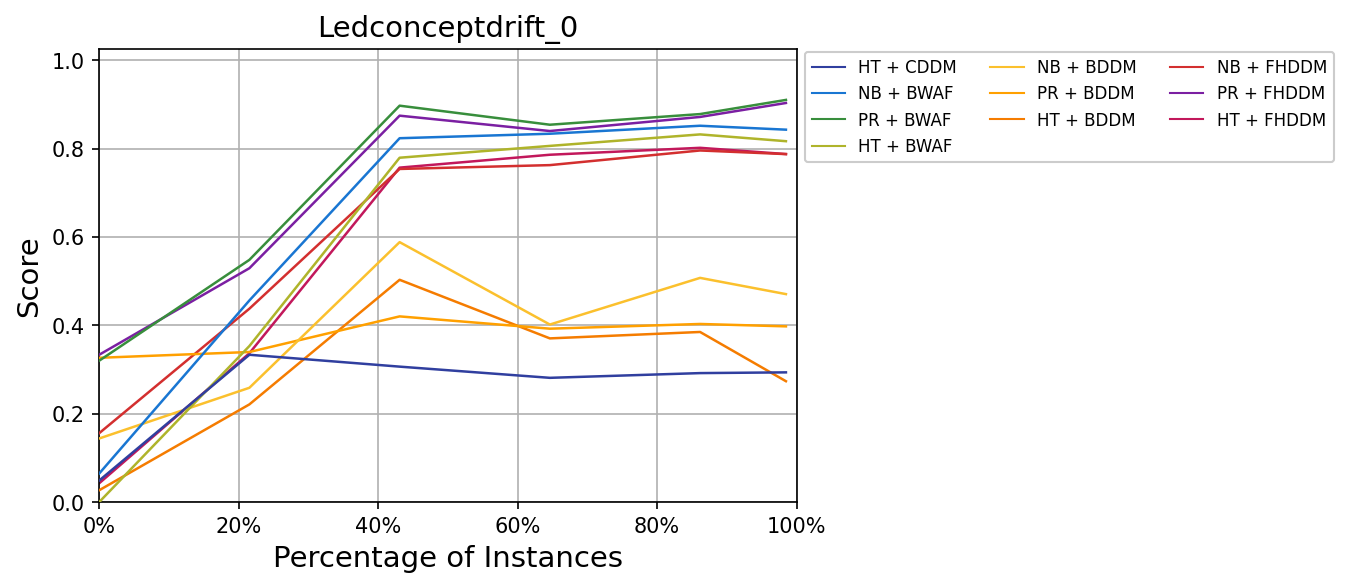 Ledconceptdrift_0
1.0
0.8
0.6
0.4
0.2
0.0
Score
0% 20% 40% 60% 80% 100%
Percentage of Instances
HT + CDDM
NB + BWAF
PR + BWAF
HT + BWAF
NB + BDDM
PR + BDDM
HT + BDDM
NB + FHDDM
PR + FHDDM
HT + FHDDM